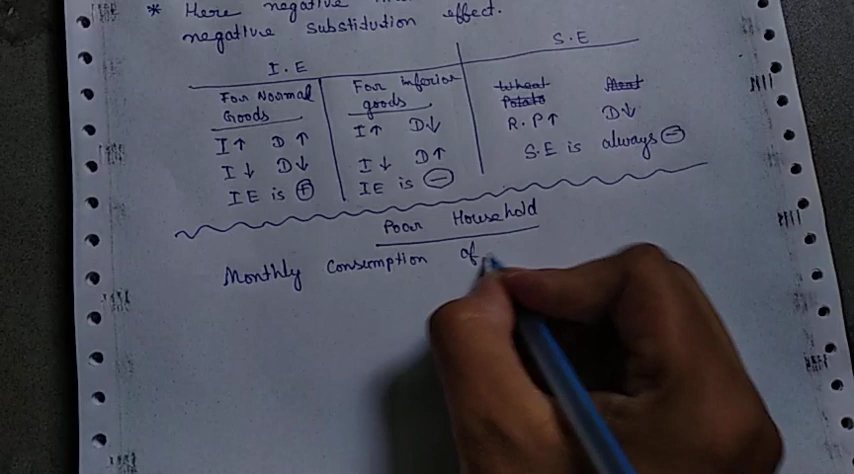 * Here negative
negative substitution effect.
I.E
S.E
For Normal
Goods
I↑ D↑
I↓ D↓
IE is ⊕
For inferior
goods
I↑ D↓
I↓ D↑
IE is ⊖
Wheat
Potato
R.P↑ D↓
S.E is always ⊖
Poor Household
Monthly Consumption of